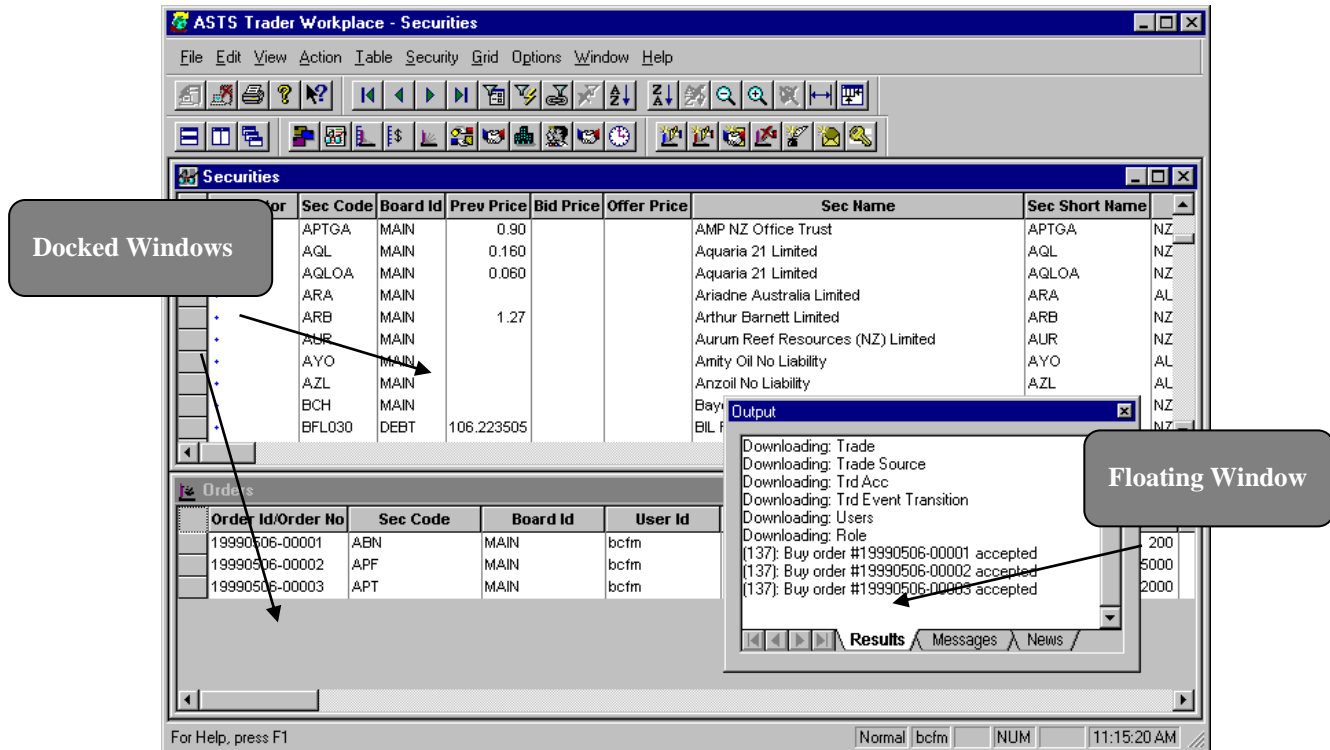 ASTS Trader Workplace - Securities
File Edit View Action Table Security Grid Options Window Help
Securities
tor Sec Code Board Id Prev Price Bid Price Offer Price Sec Name Sec Short Name
APTGA MAIN 0.90 AMP NZ Office Trust APTGA NZ
AQL MAIN 0.160 Aquaria 21 Limited AQL NZ
AQLOA MAIN 0.060 Aquaria 21 Limited AQLOA NZ
ARA MAIN Ariadne Australia Limited ARA AU
ARB MAIN 1.27 Arthur Barnett Limited ARB NZ
AUR MAIN Aurum Reef Resources (NZ) Limited AUR NZ
AYO MAIN Amity Oil No Liability AYO AU
AZL MAIN Anzoil No Liability AZL AU
BCH MAIN Bay NZ
BFL030 DEBT 106.223505 BIL NZ
Docked Windows
Output
Downloading: Trade
Downloading: Trade Source
Downloading: Trd Acc
Downloading: Trd Event Transition
Downloading: Users
Downloading: Role
(137): Buy order #19990506-00001 accepted
(137): Buy order #19990506-00002 accepted
(137): Buy order #19990506-00003 accepted
Results Messages News
Floating Window
Orders
Order Id/Order No Sec Code Board Id User Id
19990506-00001 ABN MAIN bcfm 200
19990506-00002 APF MAIN bcfm 5000
19990506-00003 APT MAIN bcfm 2000
For Help, press F1 Normal bcfm NUM 11:15:20 AM